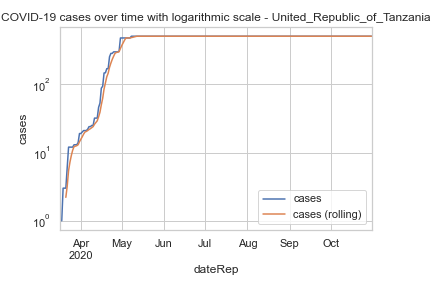 COVID-19 cases over time with logarithmic scale - United_Republic_of_Tanzania
cases
10²
10¹
10⁰
Apr
2020
May
Jun
Jul
Aug
Sep
Oct
dateRep
cases
cases (rolling)